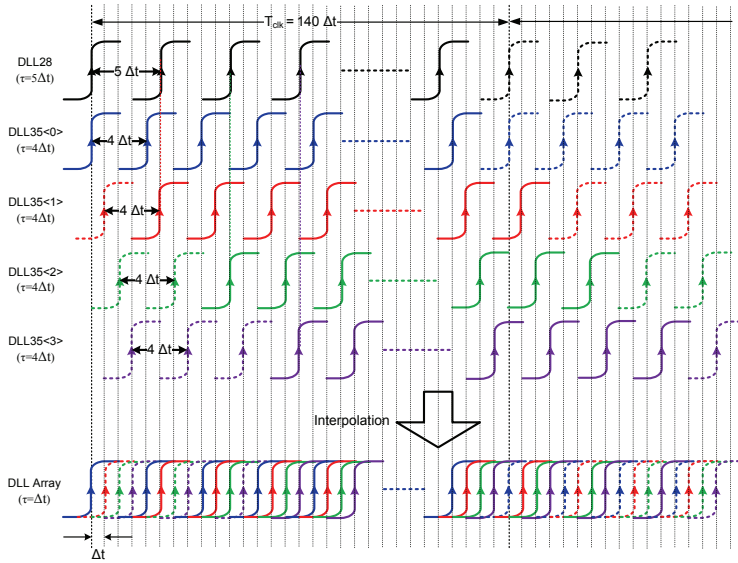 T_clk = 140 Δt
DLL28
(τ=5Δt)
5 Δt
DLL35<0>
(τ=4Δt)
4 Δt
DLL35<1>
(τ=4Δt)
4 Δt
DLL35<2>
(τ=4Δt)
4 Δt
DLL35<3>
(τ=4Δt)
4 Δt
Interpolation
DLL Array
(τ=Δt)
Δt